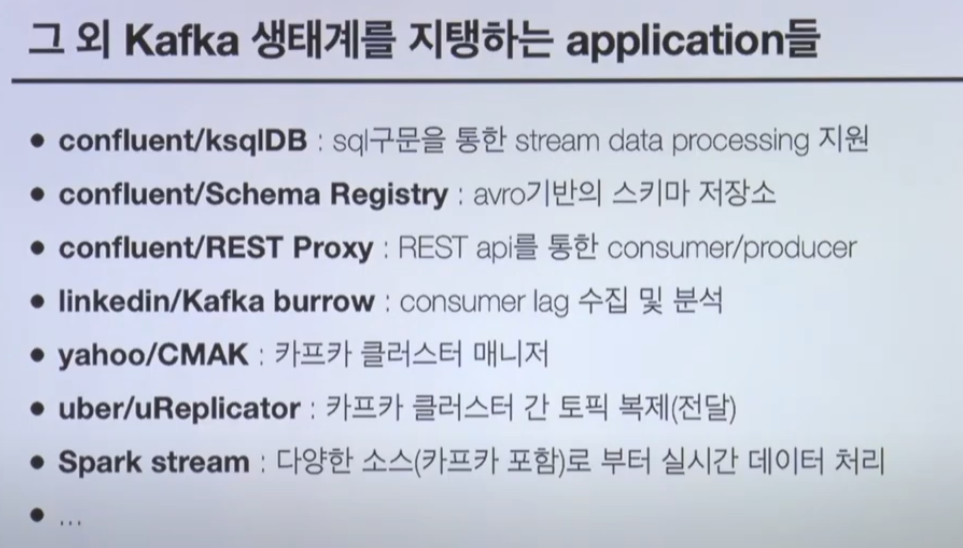 그 외 Kafka 생태계를 지탱하는 application들
• confluent/ksqlDB : sql구문을 통한 stream data processing 지원
• confluent/Schema Registry : avro기반의 스키마 저장소
• confluent/REST Proxy : REST api를 통한 consumer/producer
• linkedin/Kafka burrow : consumer lag 수집 및 분석
• yahoo/CMAK : 카프카 클러스터 매니저
• uber/uReplicator : 카프카 클러스터 간 토픽 복제(전달)
• Spark stream : 다양한 소스(카프카 포함)로 부터 실시간 데이터 처리
• ...